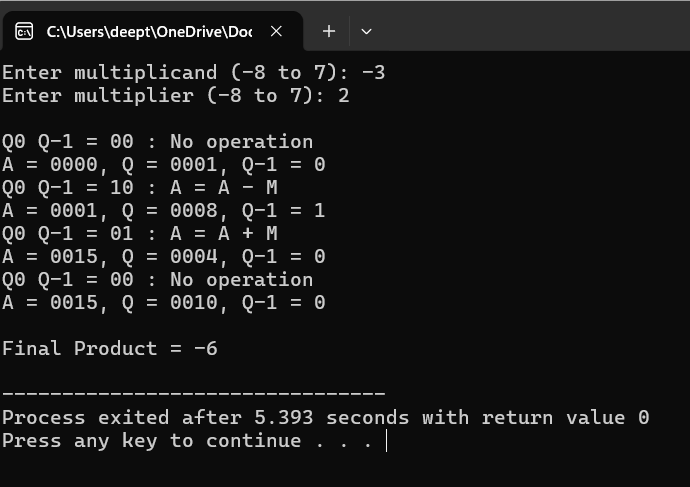 C:\Users\deept\OneDrive\Doc
Enter multiplicand (-8 to 7): -3
Enter multiplier (-8 to 7): 2
Q0 Q-1 = 00 : No operation
A = 0000, Q = 0001, Q-1 = 0
Q0 Q-1 = 10 : A = A - M
A = 0001, Q = 0008, Q-1 = 1
Q0 Q-1 = 01 : A = A + M
A = 0015, Q = 0004, Q-1 = 0
Q0 Q-1 = 00 : No operation
A = 0015, Q = 0010, Q-1 = 0
Final Product = -6
--------------------------------
Process exited after 5.393 seconds with return value 0
Press any key to continue . . .